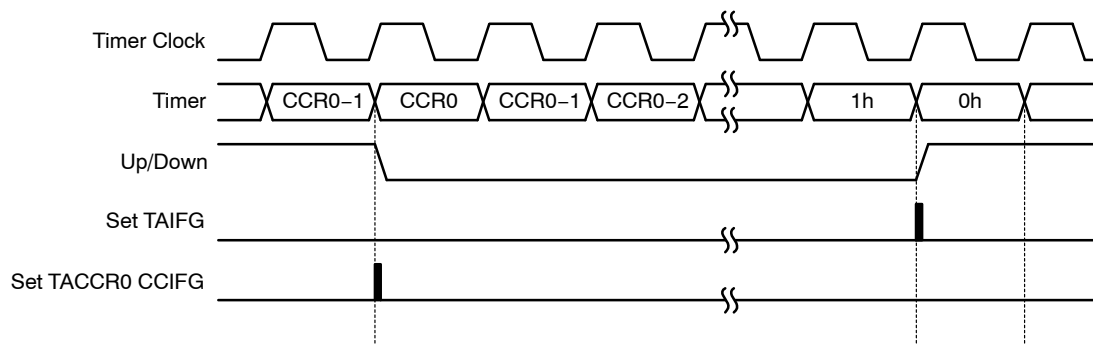 Timer Clock
Timer CCR0−1 CCR0 CCR0−1 CCR0−2 1h 0h
Up/Down
Set TAIFG
Set TACCR0 CCIFG